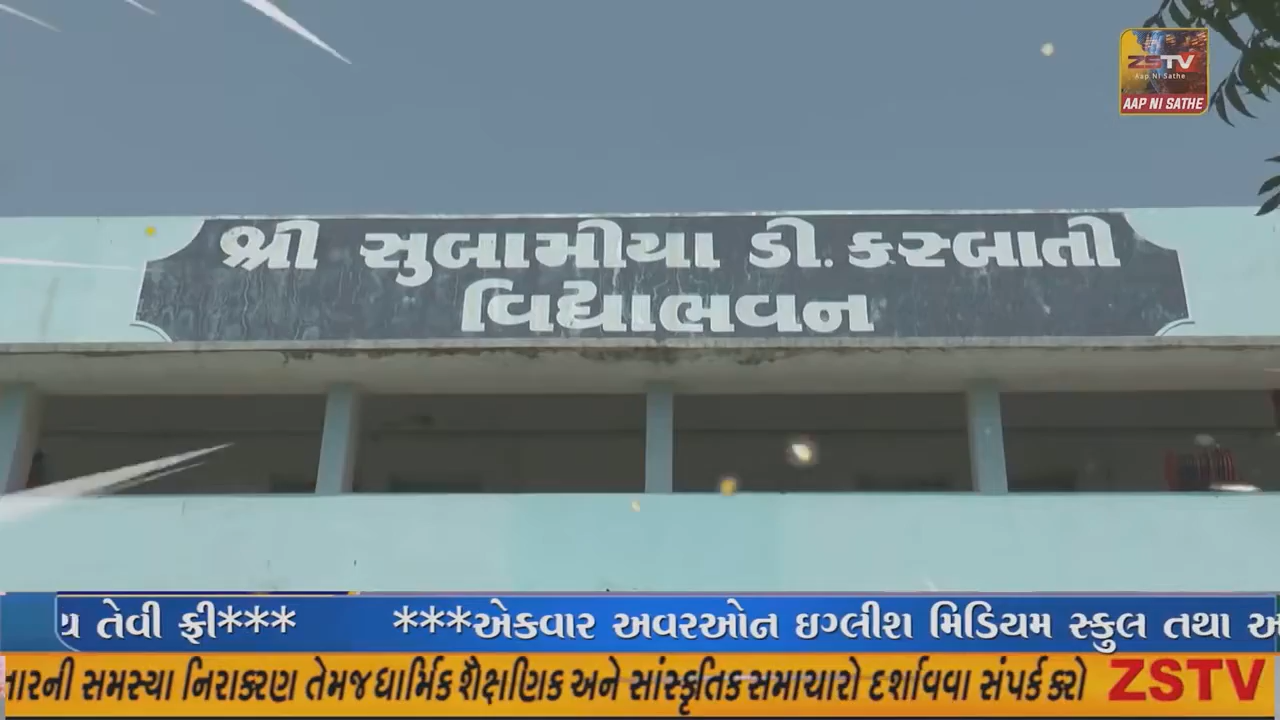 ZSTV
Aap Ni Sathe
AAP NI SATHE
શ્રી સુબામીયા ડી. કરબાતી
વિદ્યાભવન
તેવી ફ્રી*** ***એકવાર અવરઓન ઇગ્લીશ મિડિયમ સ્કુલ તથા
સમસ્યા નિરાકરણ તેમજ ધાર્મિક શૈક્ષણિક અને સાંસ્કૃતિક સમાચારો દર્શાવવા સંપર્ક કરો ZSTV